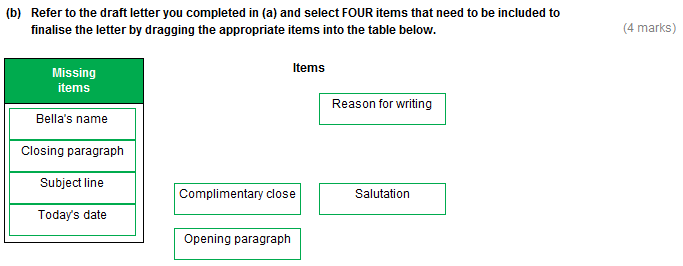 (b) Refer to the draft letter you completed in (a) and select FOUR items that need to be included to
finalise the letter by dragging the appropriate items into the table below.
(4 marks)
Missing
items
Bella's name
Closing paragraph
Subject line
Today's date
Items
Reason for writing
Complimentary close
Salutation
Opening paragraph